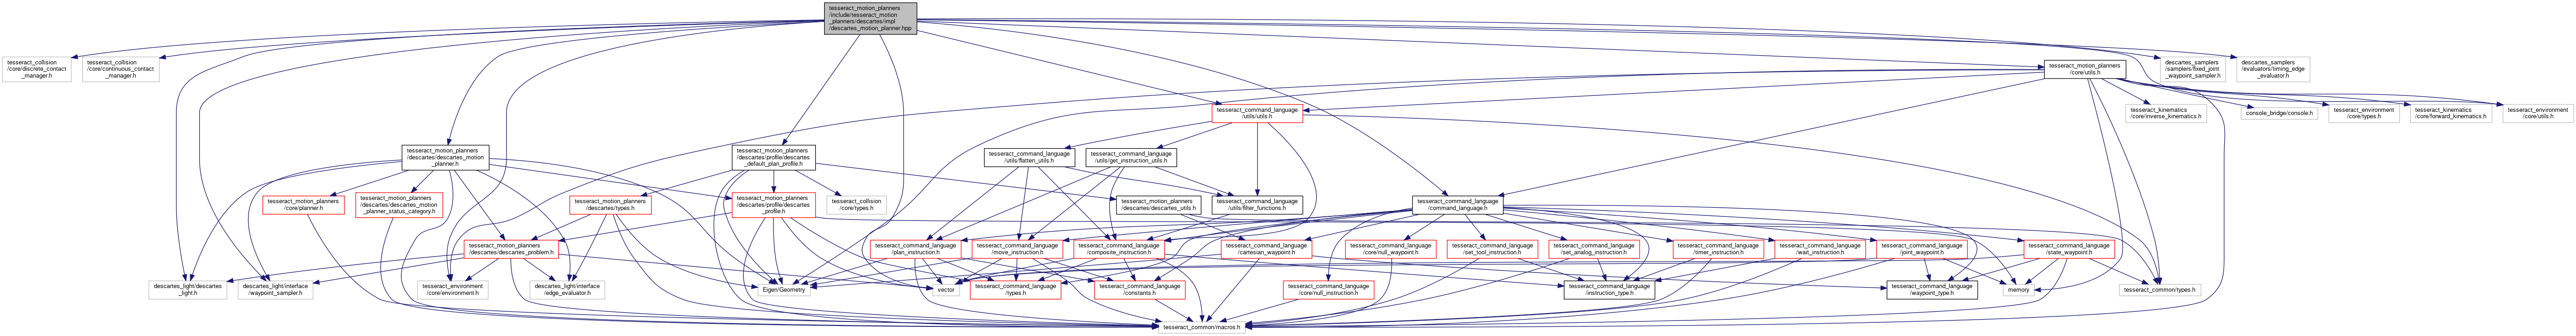 tesseract_motion_planners
/include/tesseract_motion
_planners/descartes/impl
/descartes_motion_planner.hpp
tesseract_collision
/core/discrete_contact
_manager.h
tesseract_collision
/core/continuous_contact
_manager.h
tesseract_motion_planners
/core/utils.h
descartes_samplers
/samplers/fixed_joint
_waypoint_sampler.h
descartes_samplers
/evaluators/timing_edge
_evaluator.h
tesseract_command_language
/utils/utils.h
tesseract_kinematics
/core/inverse_kinematics.h
console_bridge/console.h
tesseract_environment
/core/types.h
tesseract_kinematics
/core/forward_kinematics.h
tesseract_environment
/core/utils.h
tesseract_motion_planners
/descartes/descartes_motion
_planner.h
tesseract_motion_planners
/descartes/profile/descartes
_default_plan_profile.h
tesseract_command_language
/utils/flatten_utils.h
tesseract_command_language
/utils/get_instruction_utils.h
tesseract_motion_planners
/core/planner.h
tesseract_motion_planners
/descartes/descartes_motion
_planner_status_category.h
tesseract_motion_planners
/descartes/types.h
tesseract_motion_planners
/descartes/profile/descartes
_profile.h
tesseract_collision
/core/types.h
tesseract_motion_planners
/descartes/descartes_utils.h
tesseract_command_language
/utils/filter_functions.h
tesseract_command_language
/command_language.h
tesseract_motion_planners
/descartes/descartes_problem.h
tesseract_command_language
/plan_instruction.h
tesseract_command_language
/move_instruction.h
tesseract_command_language
/composite_instruction.h
tesseract_command_language
/cartesian_waypoint.h
tesseract_command_language
/core/null_waypoint.h
tesseract_command_language
/set_tool_instruction.h
tesseract_command_language
/set_analog_instruction.h
tesseract_command_language
/timer_instruction.h
tesseract_command_language
/wait_instruction.h
tesseract_command_language
/joint_waypoint.h
tesseract_command_language
/state_waypoint.h
descartes_light/descartes
_light.h
descartes_light/interface
/waypoint_sampler.h
tesseract_environment
/core/environment.h
descartes_light/interface
/edge_evaluator.h
Eigen/Geometry
vector
tesseract_command_language
/types.h
tesseract_command_language
/constants.h
tesseract_command_language
/core/null_instruction.h
tesseract_command_language
/instruction_type.h
tesseract_command_language
/waypoint_type.h
memory
tesseract_common/types.h
tesseract_common/macros.h